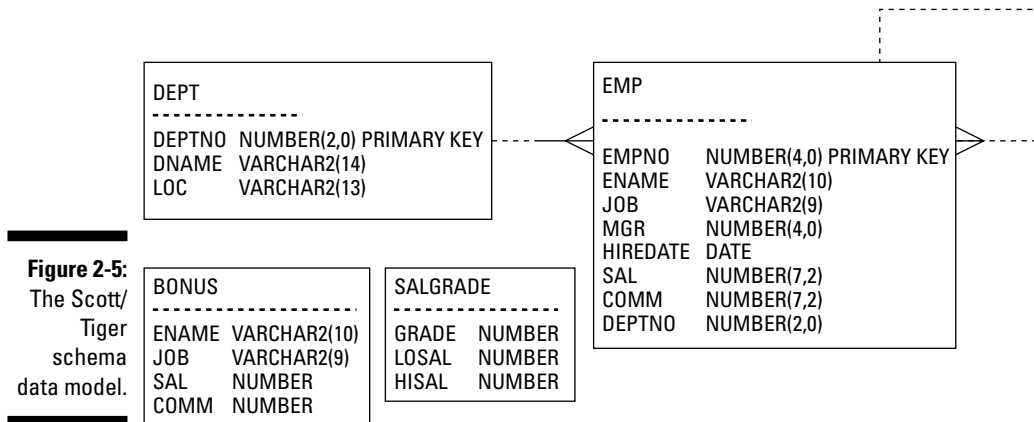 DEPT
DEPTNO NUMBER(2,0) PRIMARY KEY
DNAME VARCHAR2(14)
LOC VARCHAR2(13)
EMP
EMPNO NUMBER(4,0) PRIMARY KEY
ENAME VARCHAR2(10)
JOB VARCHAR2(9)
MGR NUMBER(4,0)
HIREDATE DATE
SAL NUMBER(7,2)
COMM NUMBER(7,2)
DEPTNO NUMBER(2,0)
Figure 2-5:
The Scott/
Tiger
schema
data model.
BONUS
ENAME VARCHAR2(10)
JOB VARCHAR2(9)
SAL NUMBER
COMM NUMBER
SALGRADE
GRADE NUMBER
LOSAL NUMBER
HISAL NUMBER